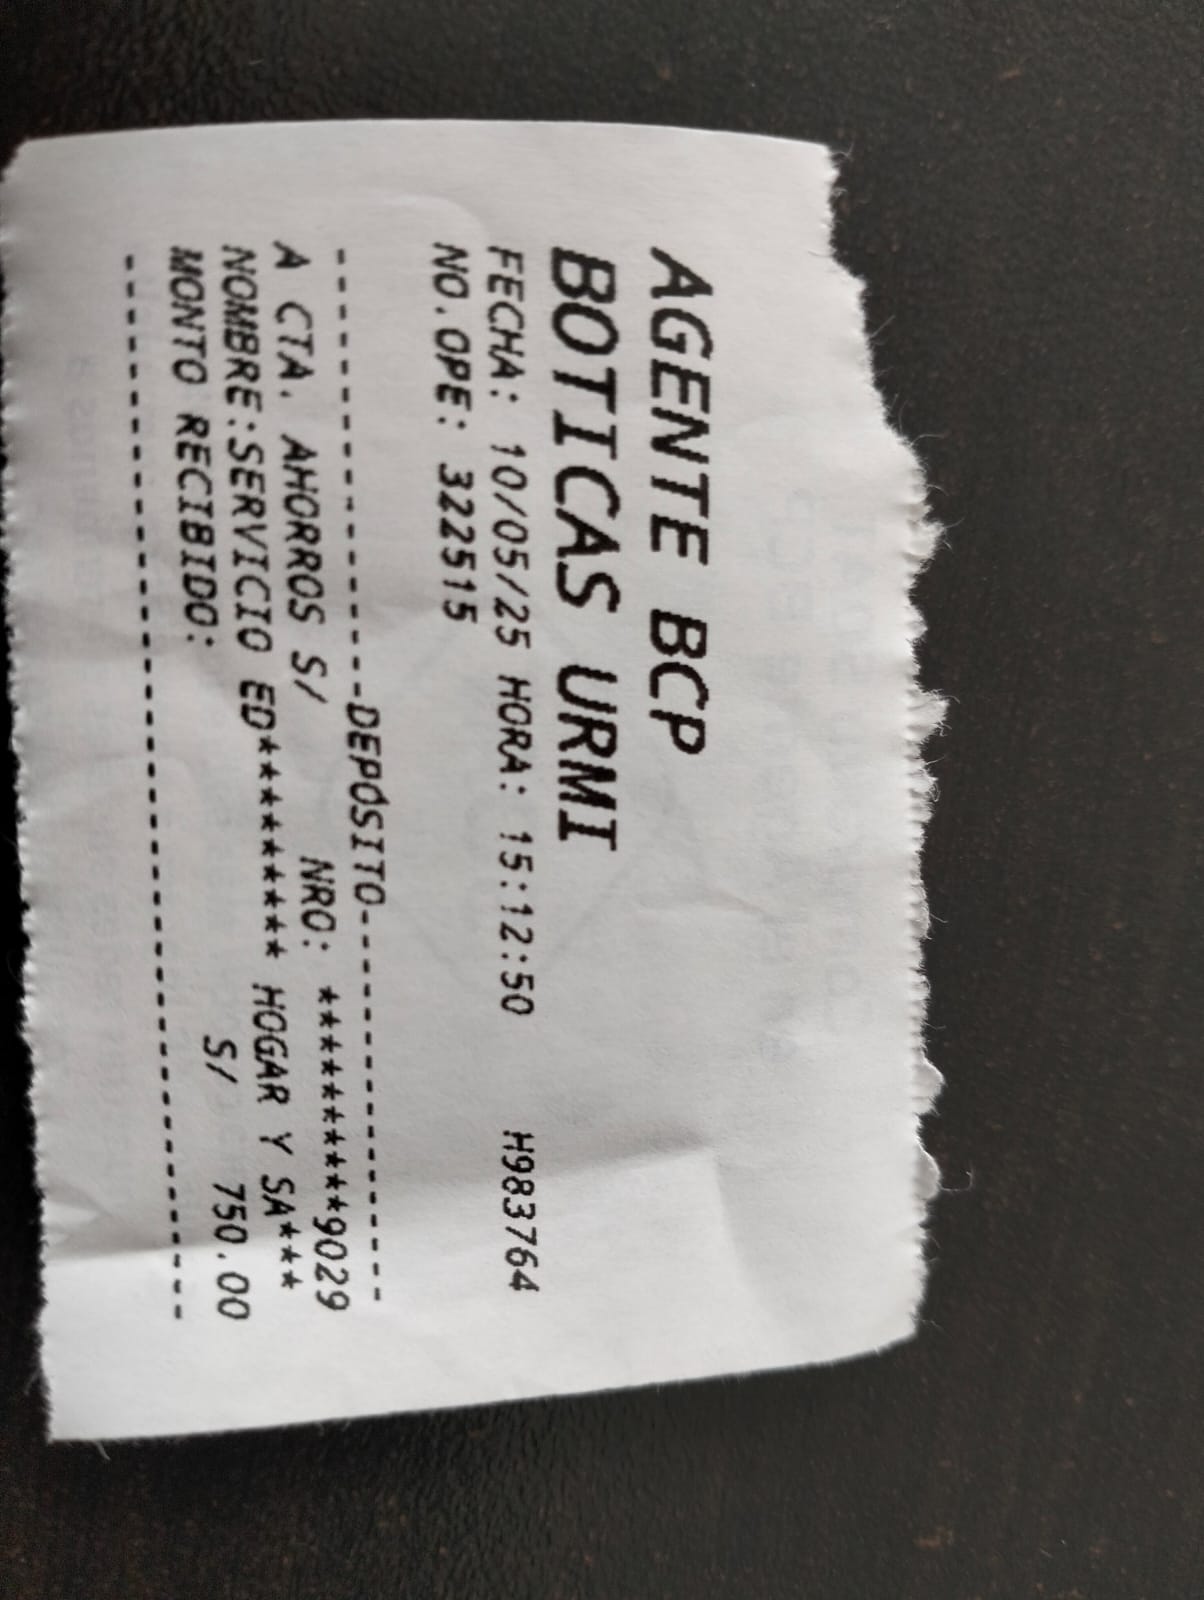 AGENTE BCP
BOTICAS URMI
FECHA: 10/05/25 HORA: 15:12:50 H983764
NO.OPE: 322515
--------------------DEPÓSITO--------------------
A CTA. AHORROS S/ NRO: **********9029
NOMBRE:SERVICIO ED********* HOGAR Y SA***
MONTO RECIBIDO: S/ 750.00
------------------------------------------------